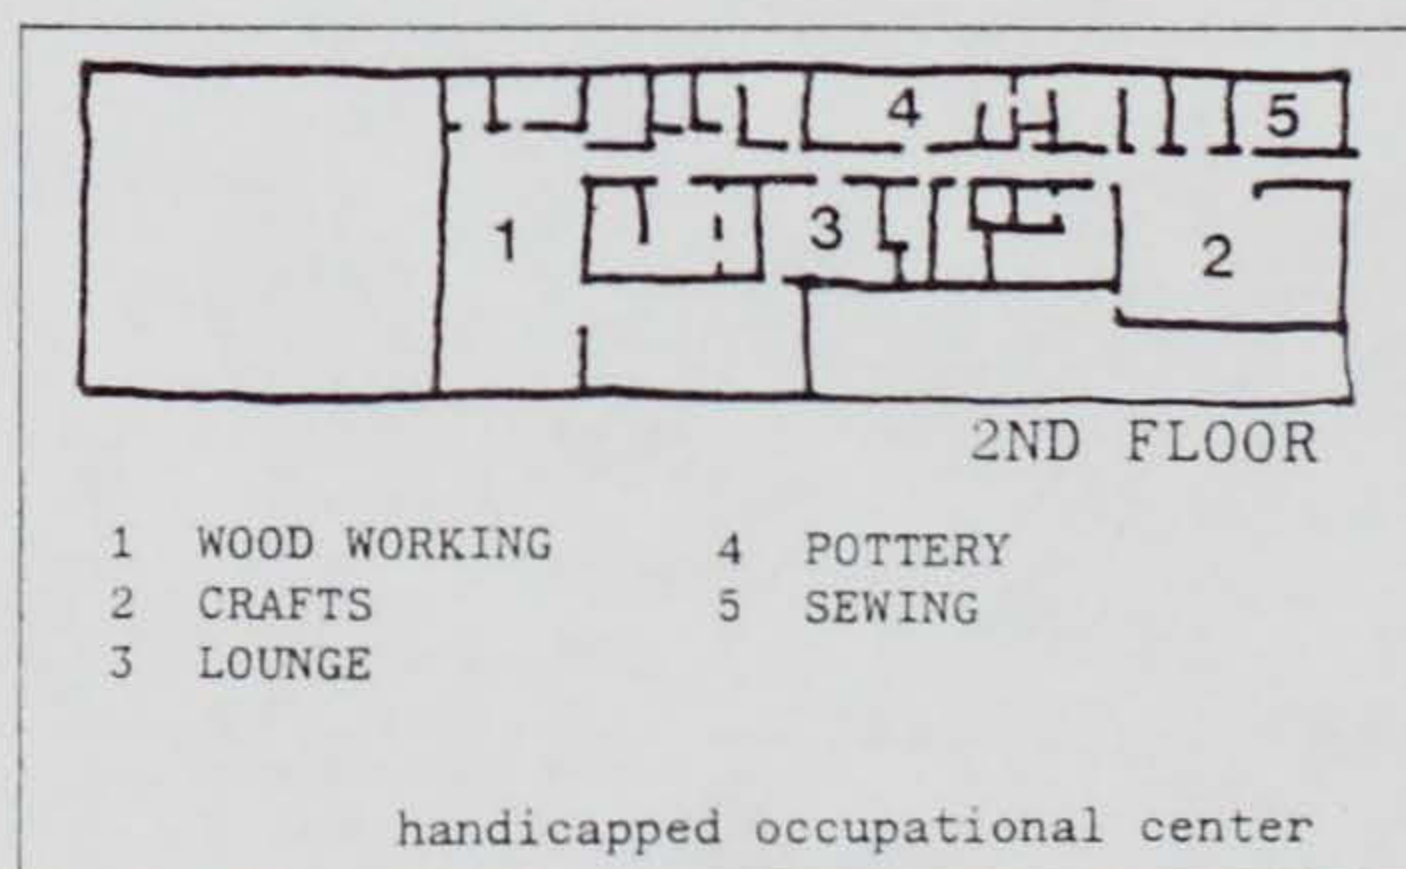 4
5
1
3
2
2ND FLOOR
1 WOOD WORKING
2 CRAFTS
3 LOUNGE
4 POTTERY
5 SEWING
handicapped occupational center